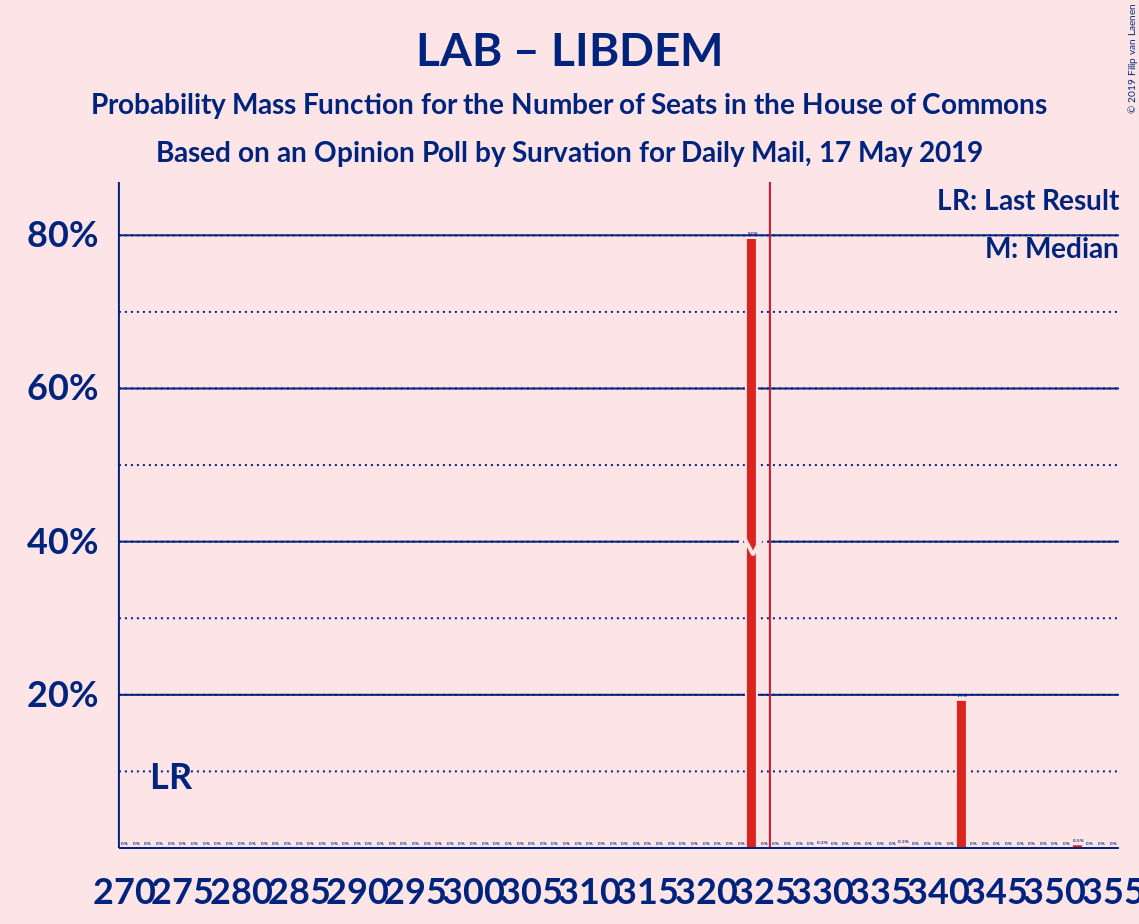 LAB – LIBDEM
Probability Mass Function for the Number of Seats in the House of Commons
Based on an Opinion Poll by Survation for Daily Mail, 17 May 2019
© 2019 Filip van Laenen
LR: Last Result
M: Median
80%
60%
40%
20%
M
LR
270 275 280 285 290 295 300 305 310 315 320 325 330 335 340 345 350 355